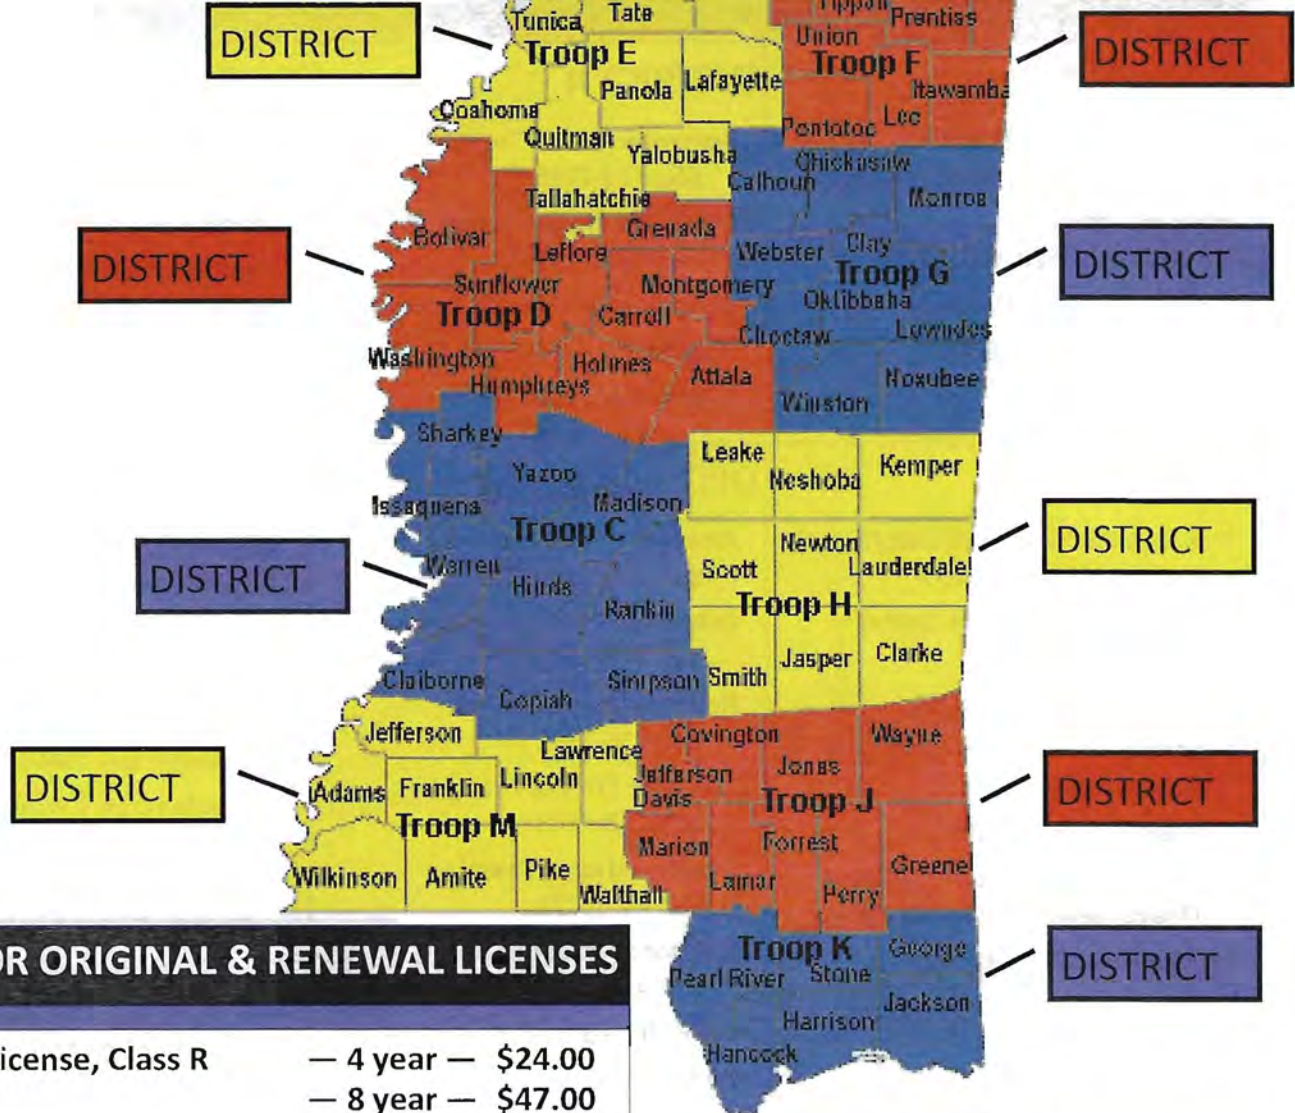 Tunica
Tate
Tippah
Prentiss
DISTRICT
Troop E
Union
Troop F
DISTRICT
Panola
Lafayette
Itawamba
Coahoma
Pontotoc
Lee
Quitman
Yalobusha
Chickasaw
Calhoun
Monroe
Tallahatchie
Bolivar
Leflore
Grenada
Webster
Clay
DISTRICT
Sunflower
Montgomery
Troop G
DISTRICT
Oktibbeha
Troop D
Carroll
Choctaw
Lowndes
Washington
Humphreys
Holmes
Attala
Noxubee
Winston
Sharkey
Leake
Neshoba
Kemper
Yazoo
Issaquena
Madison
Troop C
Newton
Scott
Lauderdale
DISTRICT
Warren
Hinds
DISTRICT
Rankin
Troop H
Claiborne
Copiah
Simpson
Smith
Jasper
Clarke
Jefferson
Lawrence
Covington
Wayne
DISTRICT
Adams
Franklin
Lincoln
Jefferson
Davis
Jones
DISTRICT
Troop M
Troop J
Marion
Forrest
Wilkinson
Amite
Pike
Walthall
Lamar
Perry
Greene
Troop K
George
Pearl River
Stone
DISTRICT
Jackson
Harrison
Hancock
OR ORIGINAL & RENEWAL LICENSES
icense, Class R — 4 year — $24.00
— 8 year — $47.00